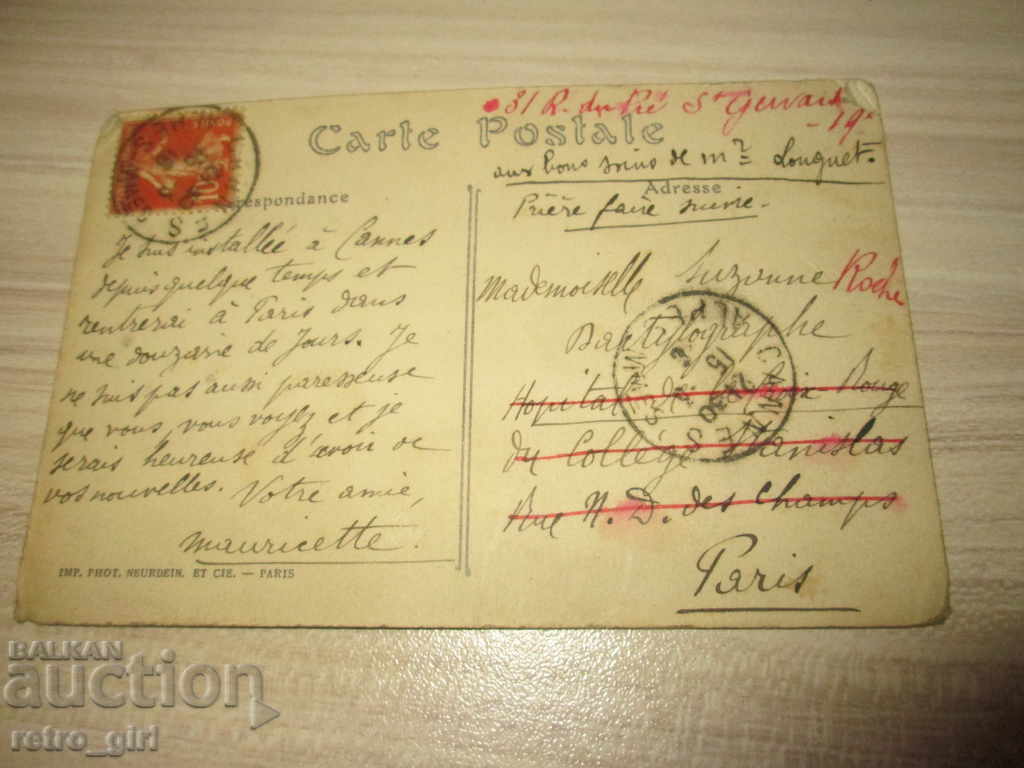 31 R. du Pré St Gervais
- 19e
Carte Postale
aux bons soins de Mr Longuet.
Correspondance
Adresse
Prière faire suivre.
Je suis installée à Cannes
depuis quelque temps et
rentrerai à Paris dans
une douzaine de jours. Je
ne suis pas aussi paresseuse
que vous, vous voyez et je
serais heureuse d'avoir de
vos nouvelles. Votre amie,
Mauricette.
Mademoiselle Suzanne Roche
Dactylographe
Hopital de la Croix Rouge
du Collège Stanislas
Rue N. D. des Champs
Paris
CANNES
15
IMP. PHOT. NEURDEIN. ET CIE. — PARIS
10
BALKAN
auction
retro_girl